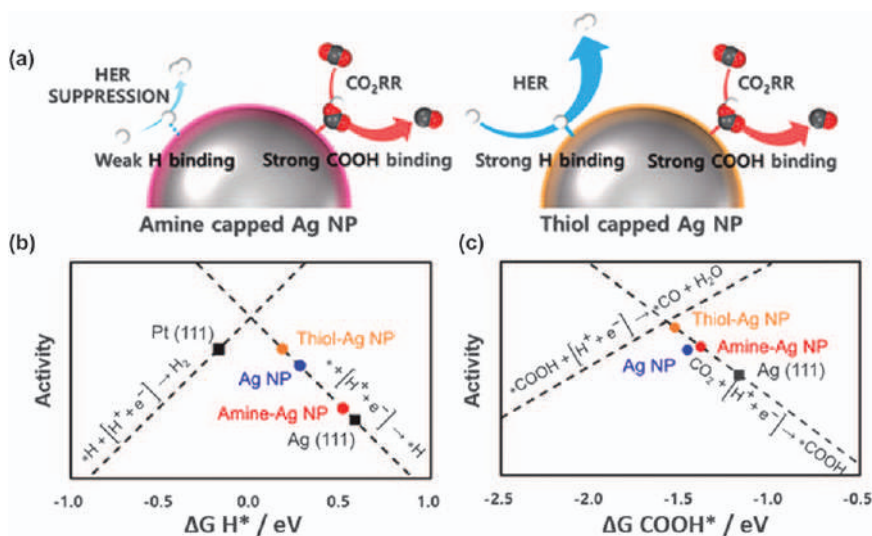 (a)
HER
SUPPRESSION
CO₂RR
Weak H binding
Strong COOH binding
Amine capped Ag NP
HER
CO₂RR
Strong H binding
Strong COOH binding
Thiol capped Ag NP
(b)
Activity
Pt (111)
Thiol-Ag NP
Ag NP
Amine-Ag NP
Ag (111)
*H + [H⁺ + e⁻] → H₂
* + [H⁺ + e⁻] → *H
-1.0 -0.5 0.0 0.5 1.0
ΔG H* / eV
(c)
Activity
*COOH + [H⁺ + e⁻] → *CO + H₂O
Thiol-Ag NP
Amine-Ag NP
Ag NP
Ag (111)
CO₂ + [H⁺ + e⁻] → *COOH
-2.5 -2.0 -1.5 -1.0 -0.5
ΔG COOH* / eV